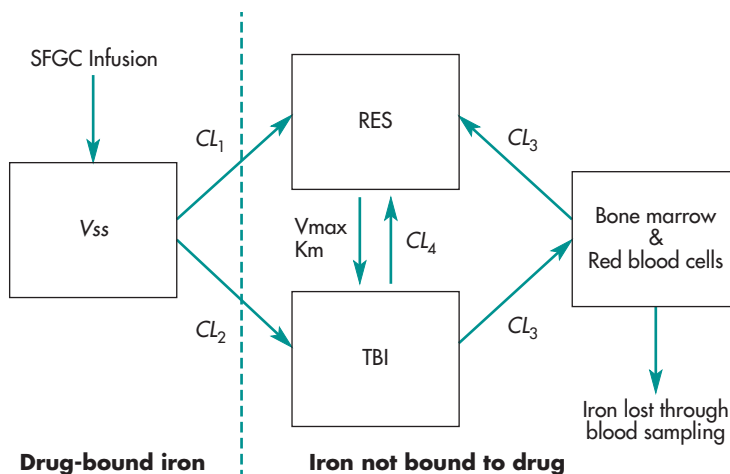 SFGC Infusion
Vss
CL1
CL2
RES
Vmax
Km
CL4
TBI
CL3
CL3
Bone marrow
&
Red blood cells
Iron lost through
blood sampling
Drug-bound iron
Iron not bound to drug